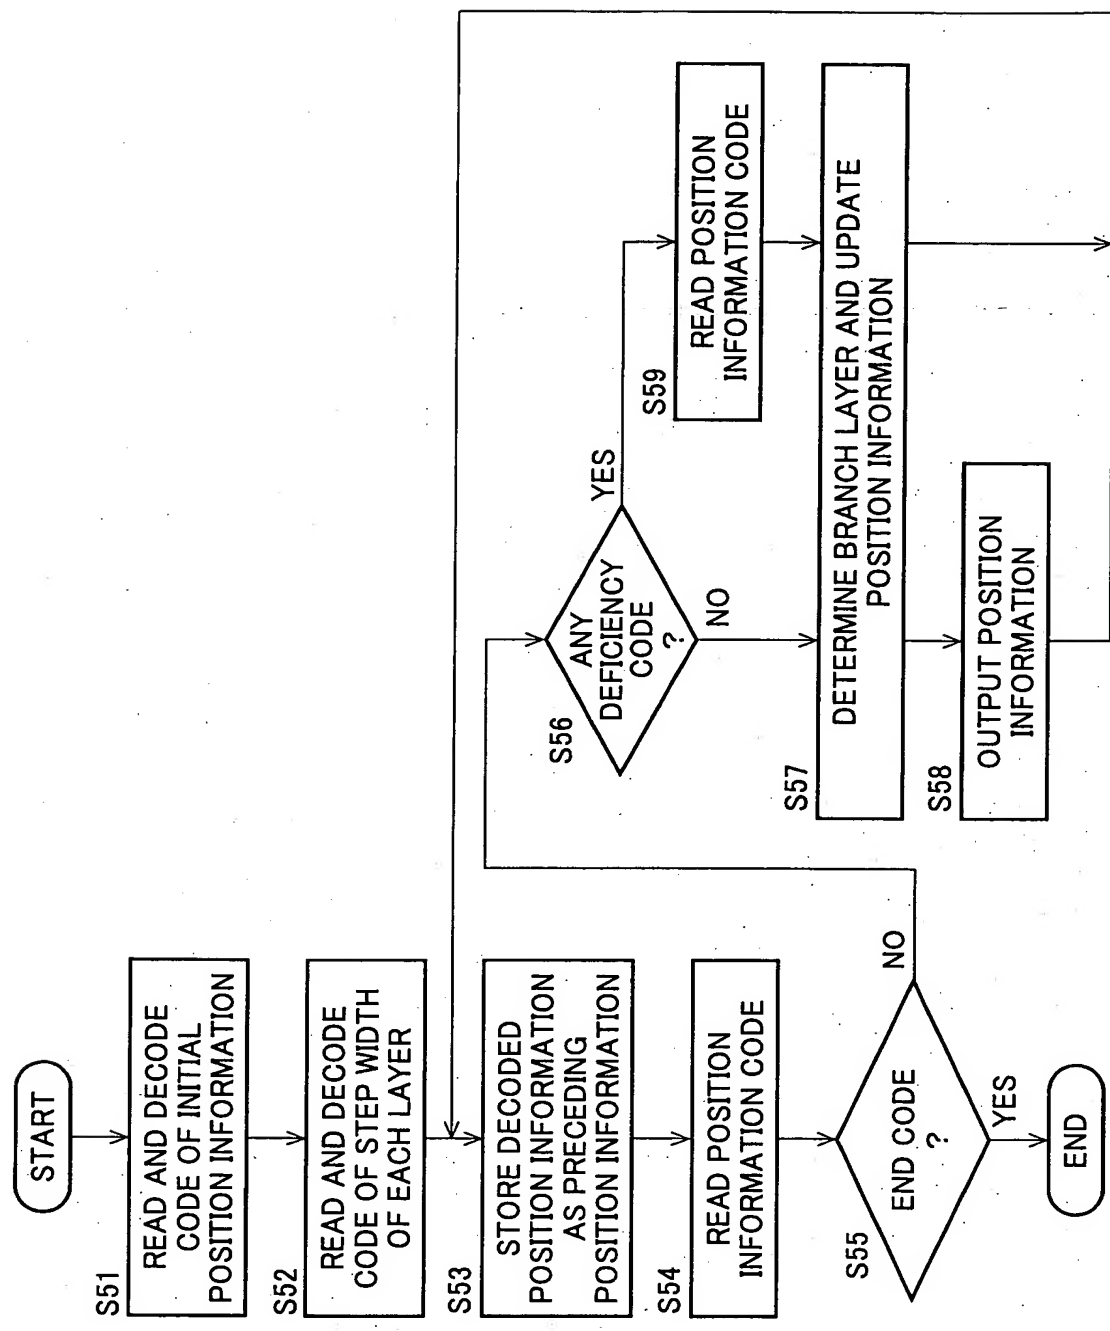 START
S51
READ AND DECODE
CODE OF INITIAL
POSITION INFORMATION
S52
READ AND DECODE
CODE OF STEP WIDTH
OF EACH LAYER
S53
STORE DECODED
POSITION INFORMATION
AS PRECEDING
POSITION INFORMATION
S54
READ POSITION
INFORMATION CODE
S55
END CODE
?
NO
YES
END
S56
ANY
DEFICIENCY
CODE
?
YES
NO
S59
READ POSITION
INFORMATION CODE
S57
DETERMINE BRANCH LAYER AND UPDATE
POSITION INFORMATION
S58
OUTPUT POSITION
INFORMATION